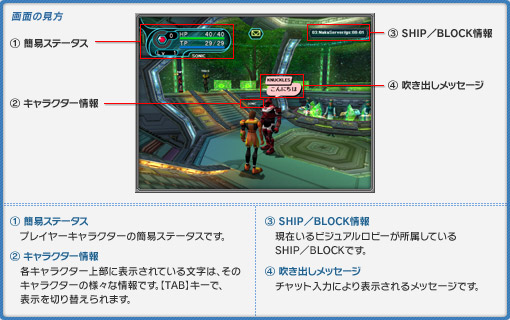 画面の見方
① 簡易ステータス
② キャラクター情報
③ SHIP／BLOCK情報
④ 吹き出しメッセージ
HP 40/40
TP 29/29
SONIC
KNUCKLES
こんにちは
① 簡易ステータス
プレイヤーキャラクターの簡易ステータスです。
② キャラクター情報
各キャラクター上部に表示されている文字は、その
キャラクターの様々な情報です。【TAB】キーで、
表示を切り替えられます。
③ SHIP／BLOCK情報
現在いるビジュアルロビーが所属している
SHIP／BLOCKです。
④ 吹き出しメッセージ
チャット入力により表示されるメッセージです。